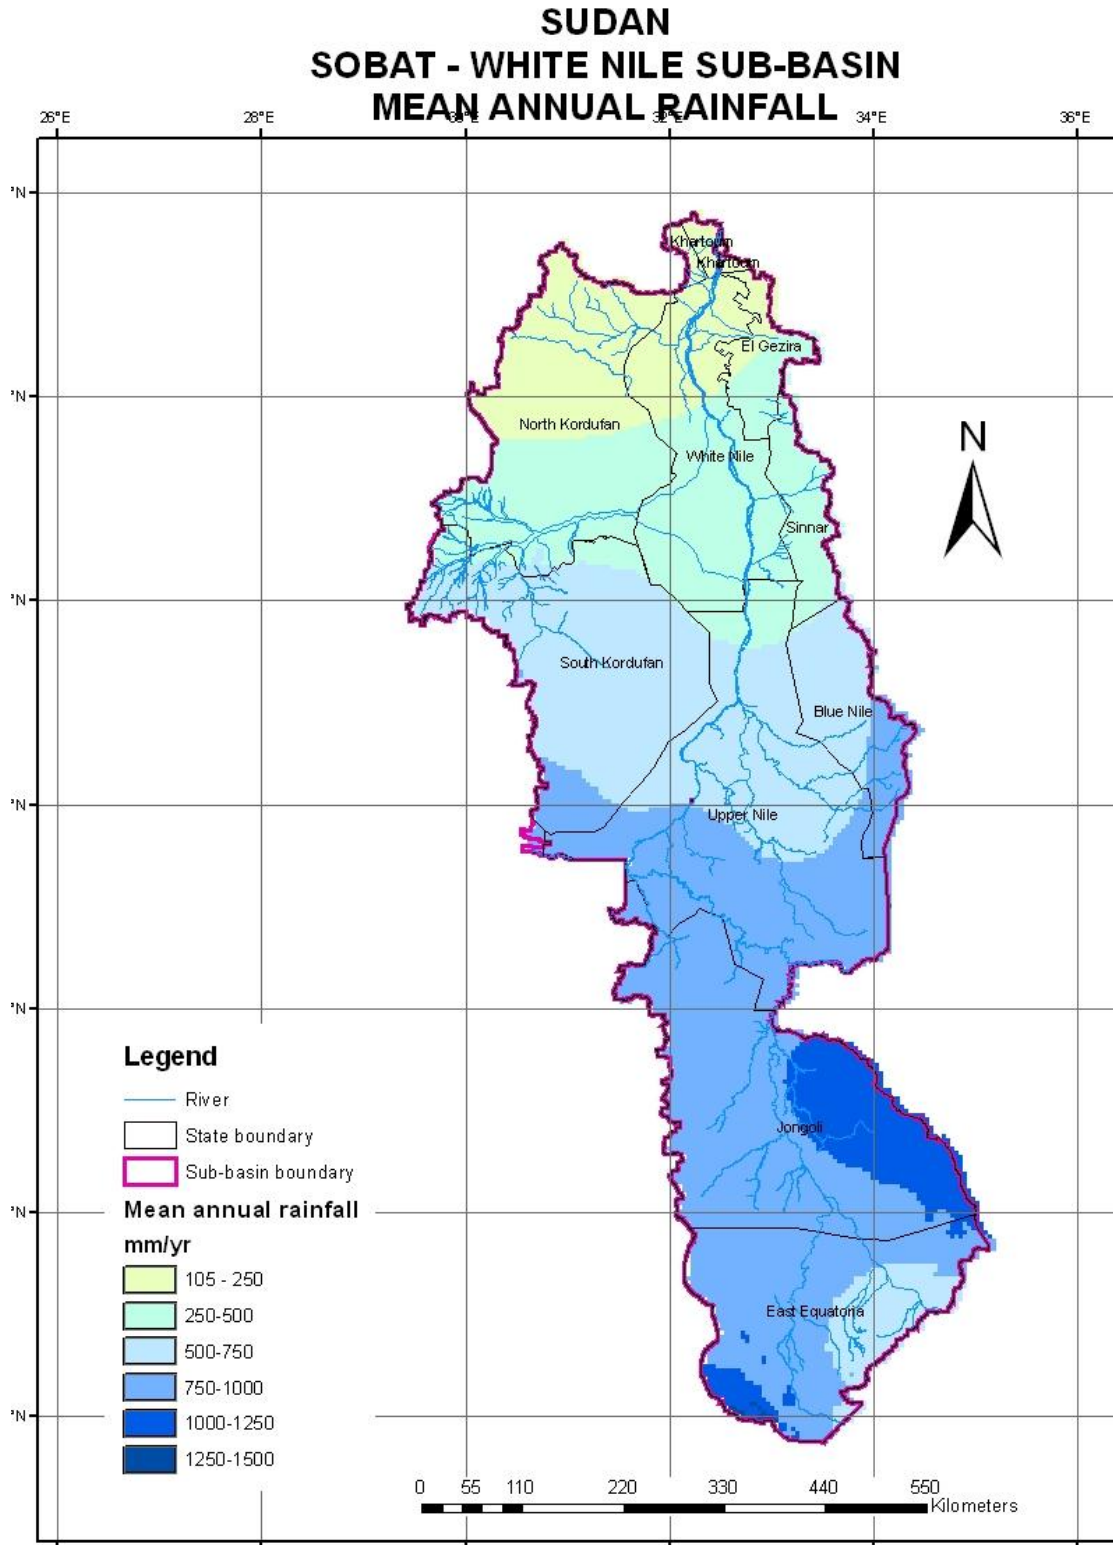 SUDAN
SOBAT - WHITE NILE SUB-BASIN
MEAN ANNUAL RAINFALL
26°E 28°E 30°E 32°E 34°E 36°E
°N
Khartoum
Khartoum
El Gezira
°N
North Kordufan
N
White Nile
Sinnar
°N
South Kordufan
Blue Nile
°N
Upper Nile
°N
Legend
River
Jongoli
State boundary
Sub-basin boundary
°N
Mean annual rainfall
mm/yr
105 - 250
East Equatoria
250-500
500-750
750-1000
°N
1000-1250
1250-1500
0 55 110 220 330 440 550
Kilometers